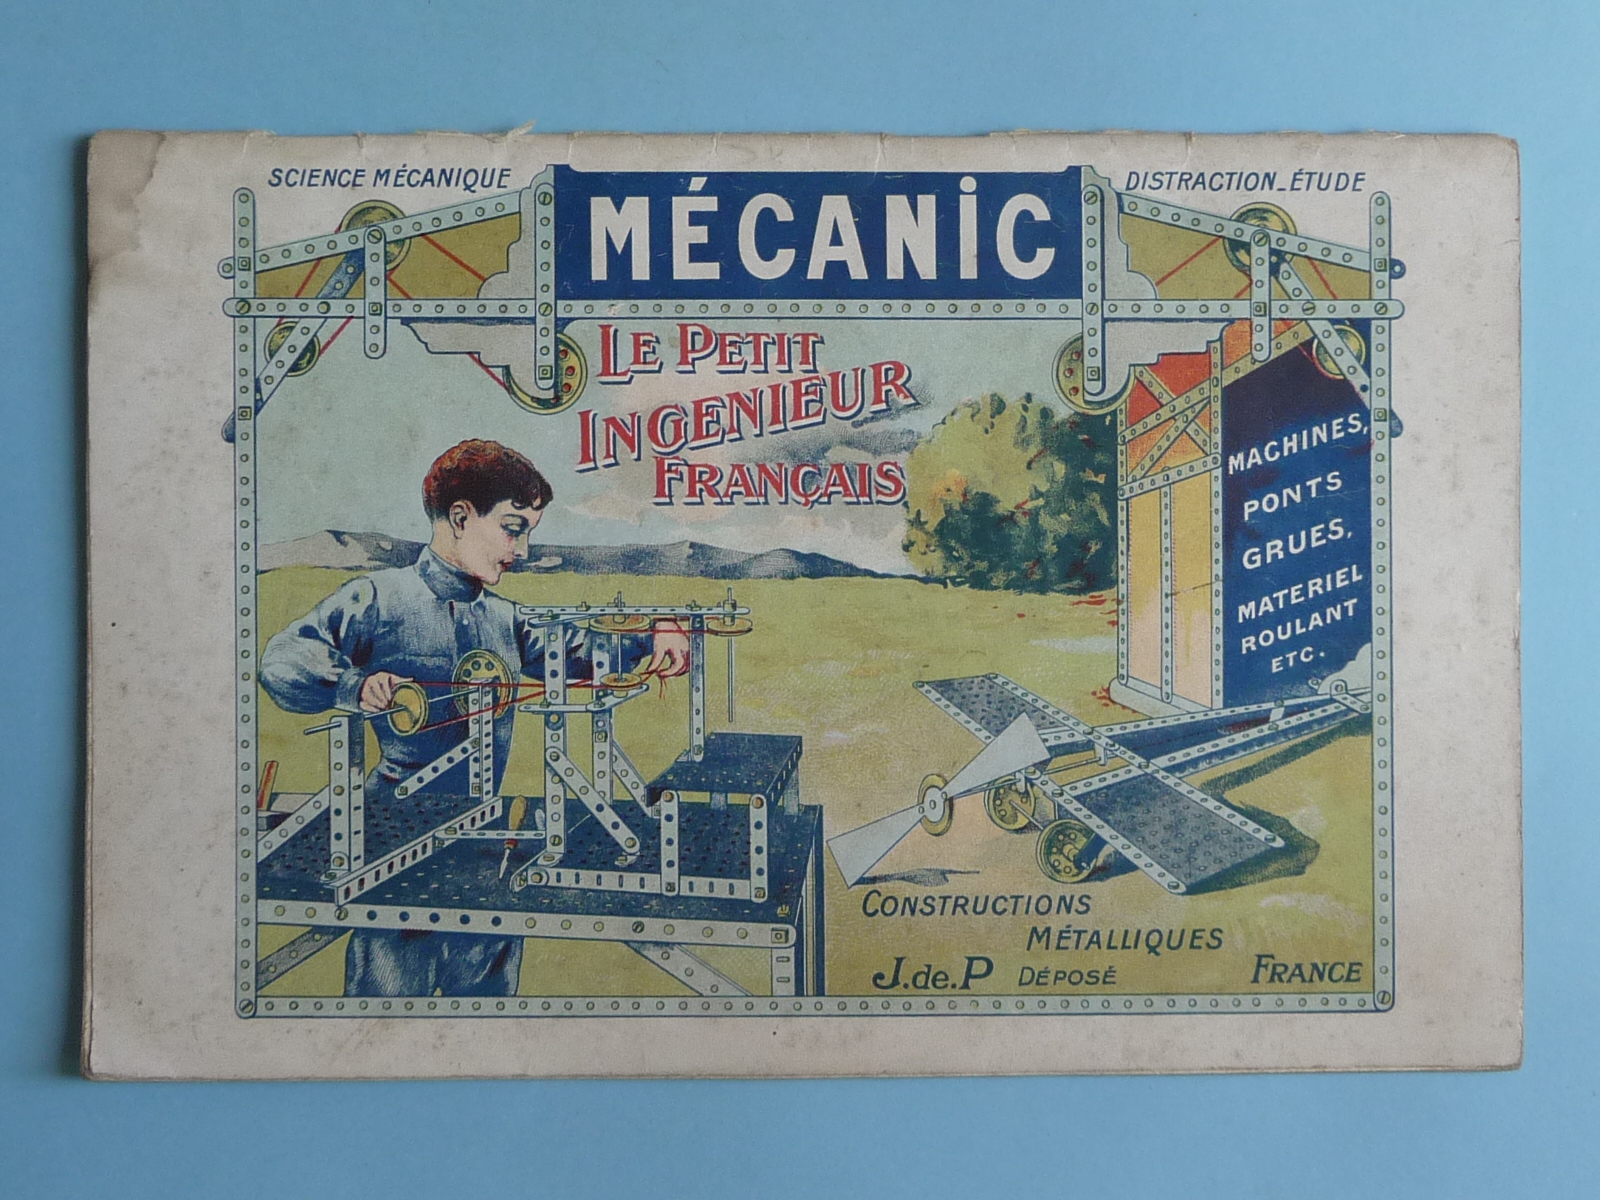 SCIENCE MÉCANIQUE
MÉCANIC
DISTRACTION_ÉTUDE
LE PETIT
INGENIEUR
FRANÇAIS
MACHINES,
PONTS
GRUES,
MATERIEL
ROULANT
ETC.
CONSTRUCTIONS
MÉTALLIQUES
J.de.P DÉPOSÉ FRANCE